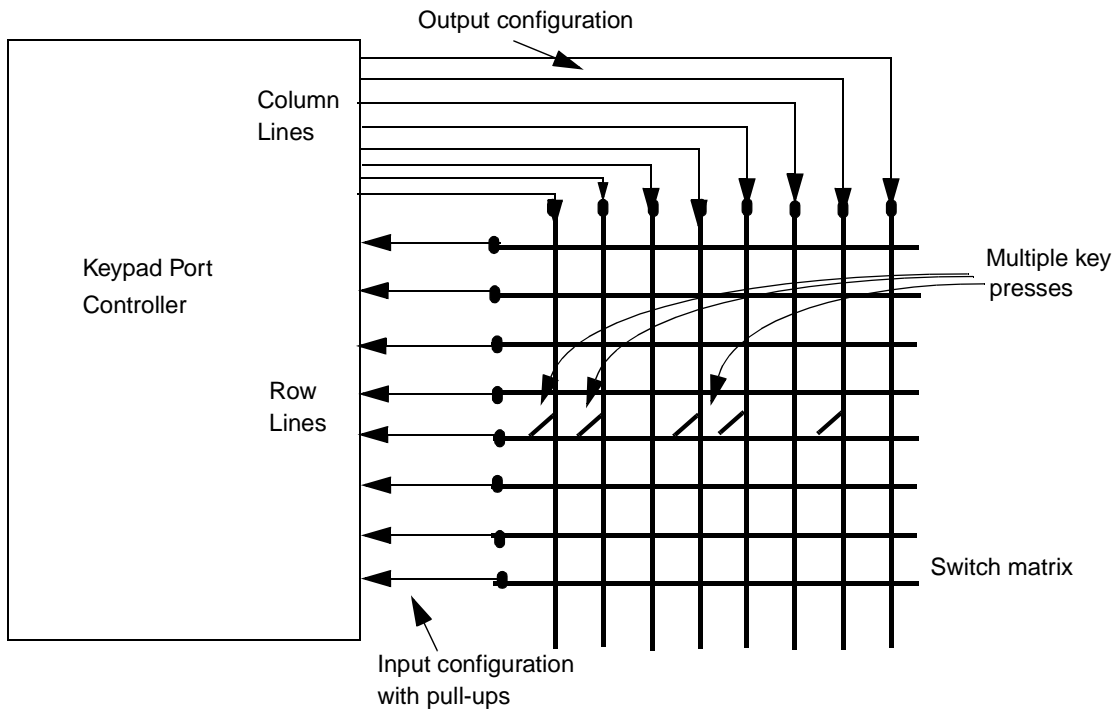 Output configuration
Column
Lines
Keypad Port
Controller
Multiple key
presses
Row
Lines
Switch matrix
Input configuration
with pull-ups